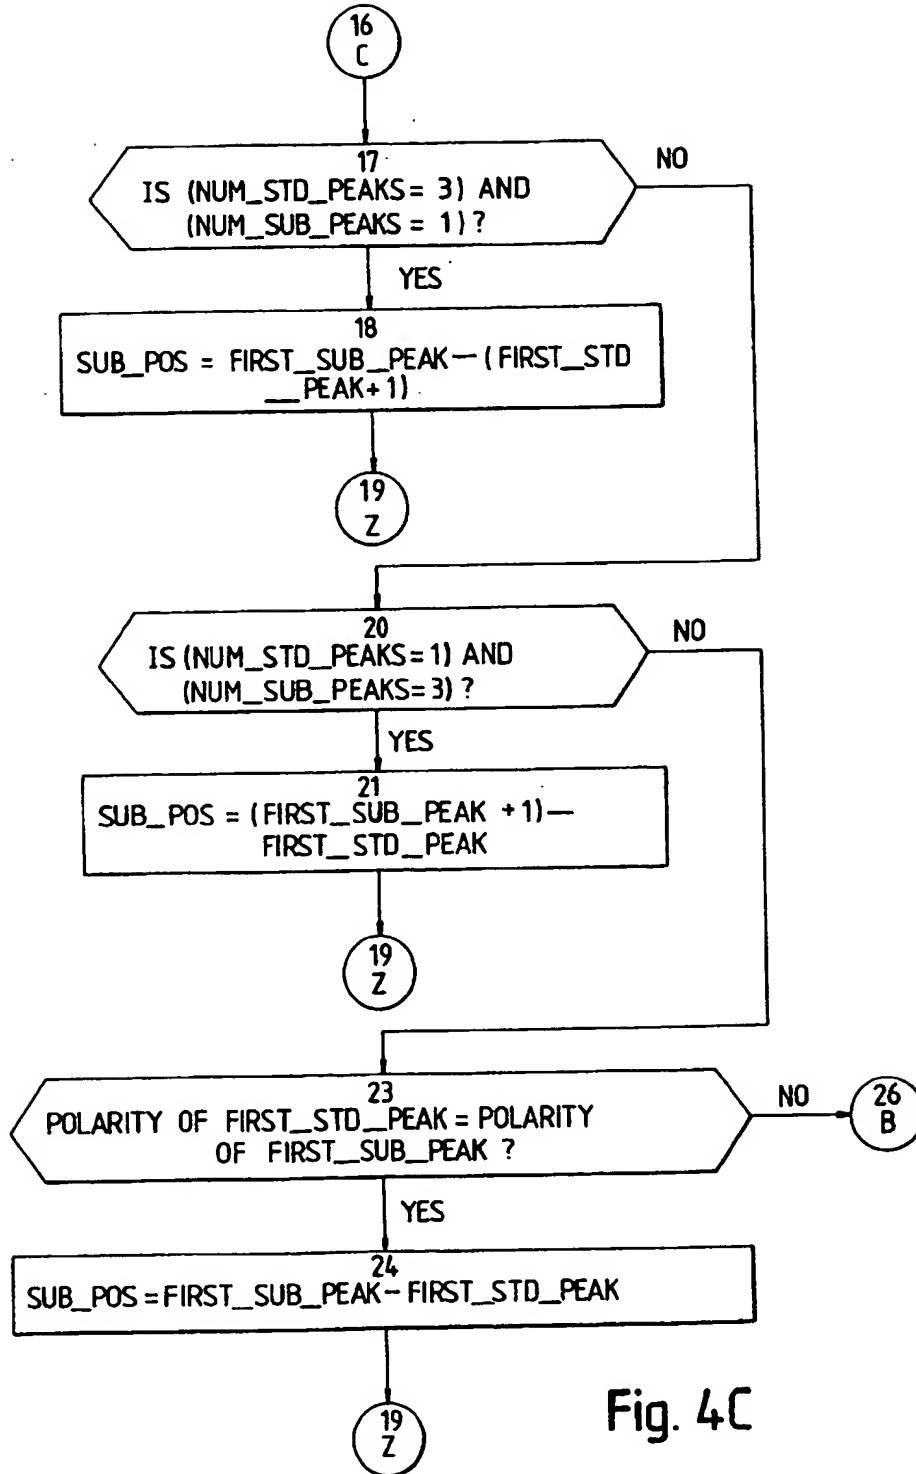 16
C
17
NO
IS (NUM_STD_PEAKS = 3) AND
(NUM_SUB_PEAKS = 1) ?
YES
18
SUB_POS = FIRST_SUB_PEAK — (FIRST_STD
__PEAK+1)
19
Z
20
NO
IS (NUM_STD_PEAKS=1) AND
(NUM_SUB_PEAKS=3) ?
YES
21
SUB_POS = (FIRST_SUB_PEAK +1)—
FIRST_STD_PEAK
19
Z
23
NO
26
B
POLARITY OF FIRST_STD_PEAK = POLARITY
OF FIRST_SUB_PEAK ?
YES
24
SUB_POS=FIRST_SUB_PEAK-FIRST_STD_PEAK
19
Z
Fig. 4C